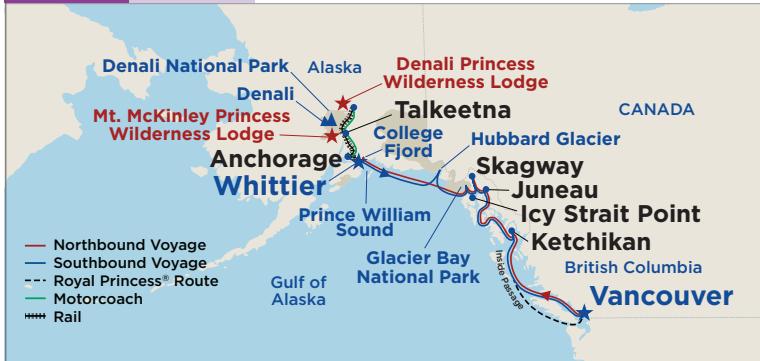 Denali National Park
Alaska
Denali Princess
Wilderness Lodge
Denali
Mt. McKinley Princess
Wilderness Lodge
Talkeetna
CANADA
College
Fjord
Hubbard Glacier
Anchorage
Whittier
Skagway
Juneau
Icy Strait Point
Prince William
Sound
Ketchikan
Glacier Bay
National Park
Inside Passage
British Columbia
Gulf of
Alaska
Vancouver
Northbound Voyage
Southbound Voyage
Royal Princess® Route
Motorcoach
Rail